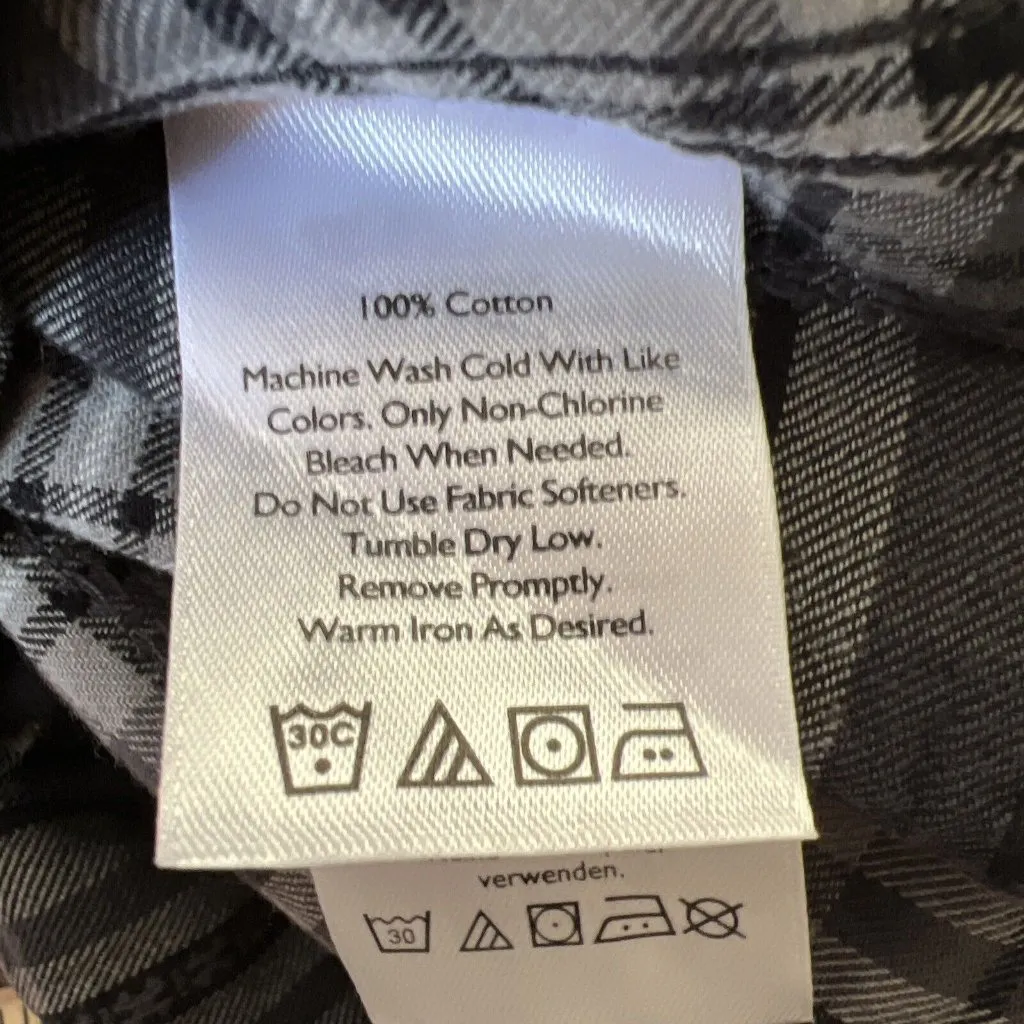 100% Cotton
Machine Wash Cold With Like
Colors. Only Non-Chlorine
Bleach When Needed.
Do Not Use Fabric Softeners.
Tumble Dry Low.
Remove Promptly.
Warm Iron As Desired.
30C
verwenden.
30